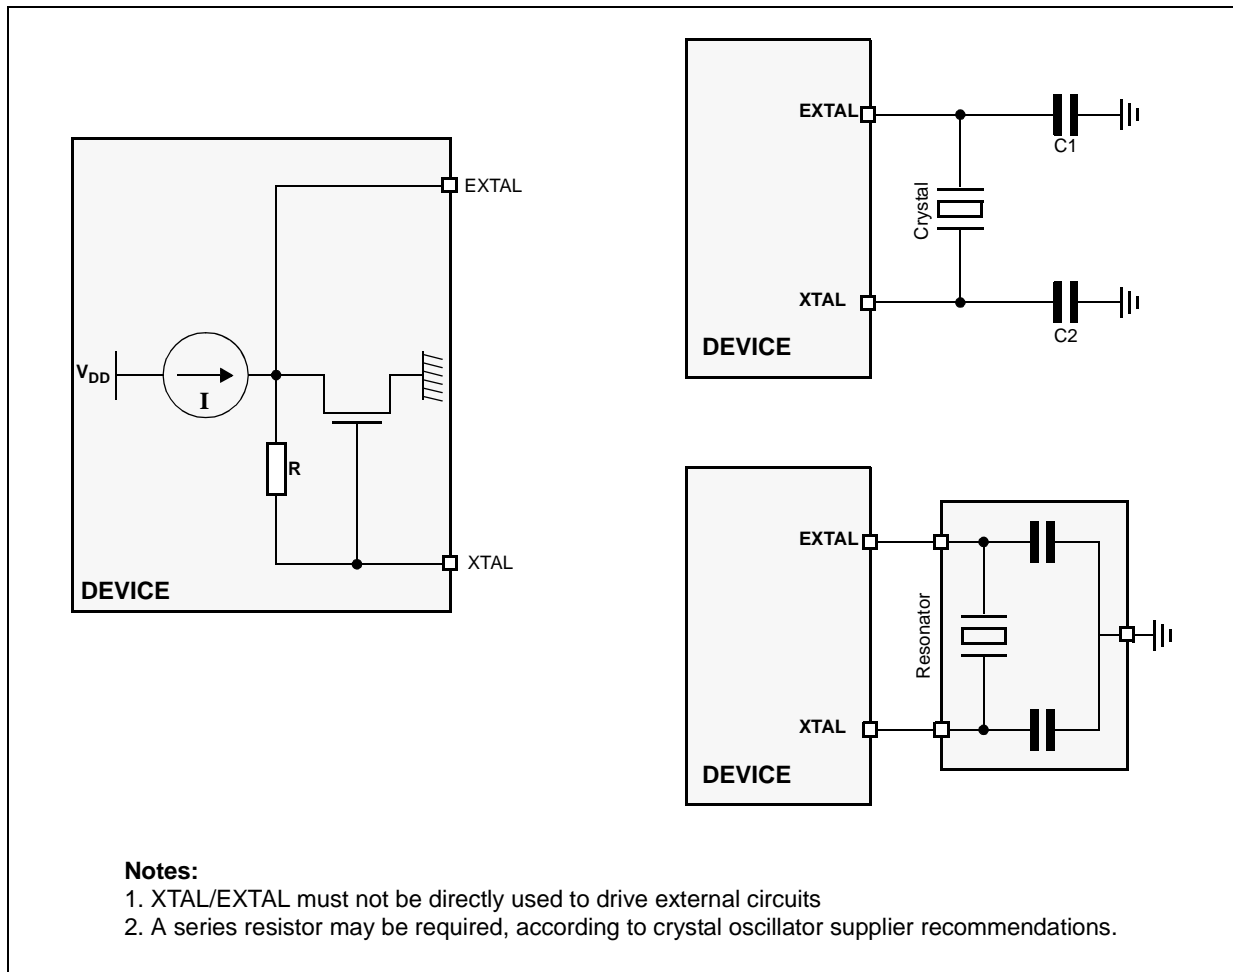 EXTAL
V_DD
I
R
XTAL
DEVICE
EXTAL
C1
Crystal
XTAL
C2
DEVICE
EXTAL
Resonator
XTAL
DEVICE
Notes:
1. XTAL/EXTAL must not be directly used to drive external circuits
2. A series resistor may be required, according to crystal oscillator supplier recommendations.